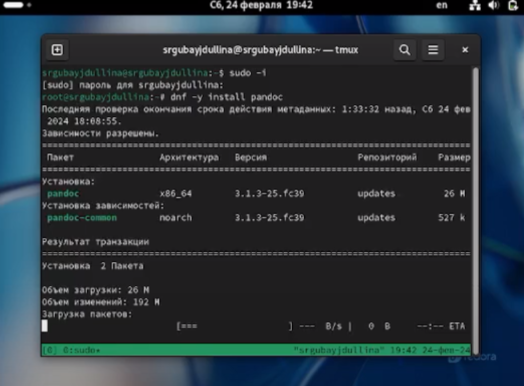 Сб, 24 февраля 19:42
en
srgubayjdullina@srgubayjdullina:~ — tmux
srgubayjdullina@srgubayjdullina:~$ sudo -i
[sudo] пароль для srgubayjdullina:
root@srgubayjdullina:~# dnf -y install pandoc
Последняя проверка окончания срока действия метаданных: 1:33:32 назад, Сб 24 фев
2024 18:08:55.
Зависимости разрешены.
================================================================================
Пакет Архитектура Версия Репозиторий Размер
================================================================================
Установка:
pandoc x86_64 3.1.3-25.fc39 updates 26 M
Установка зависимостей:
pandoc-common noarch 3.1.3-25.fc39 updates 527 k
Результат транзакции
================================================================================
Установка 2 Пакета
Объем загрузки: 26 M
Объем изменений: 192 M
Загрузка пакетов:
[=== ] --- B/s | 0 B --:-- ETA
[0] 0:sudo* "srgubayjdullina" 19:42 24-фев-24
fedora